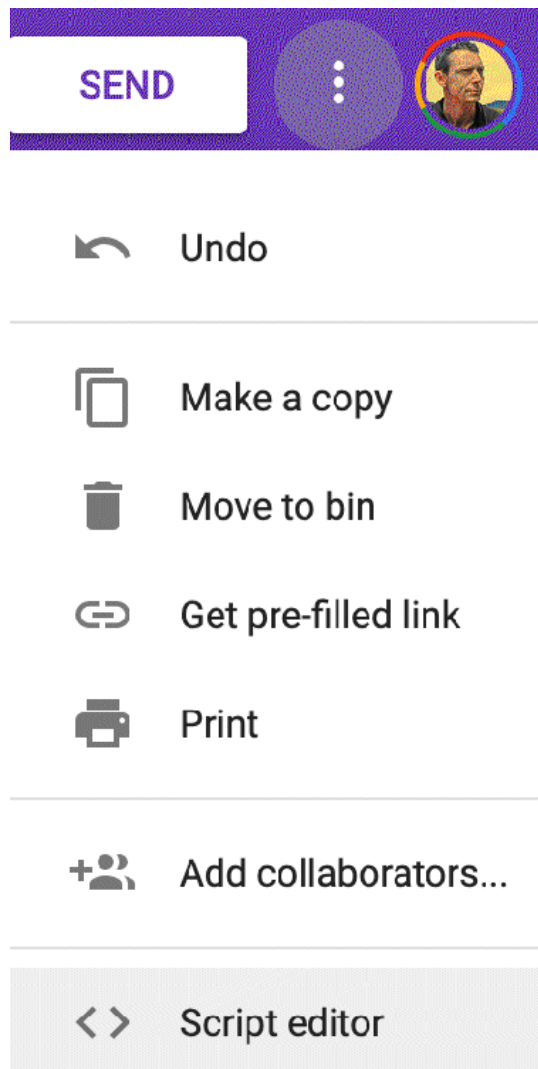 SEND
Undo
Make a copy
Move to bin
Get pre-filled link
Print
Add collaborators...
Script editor